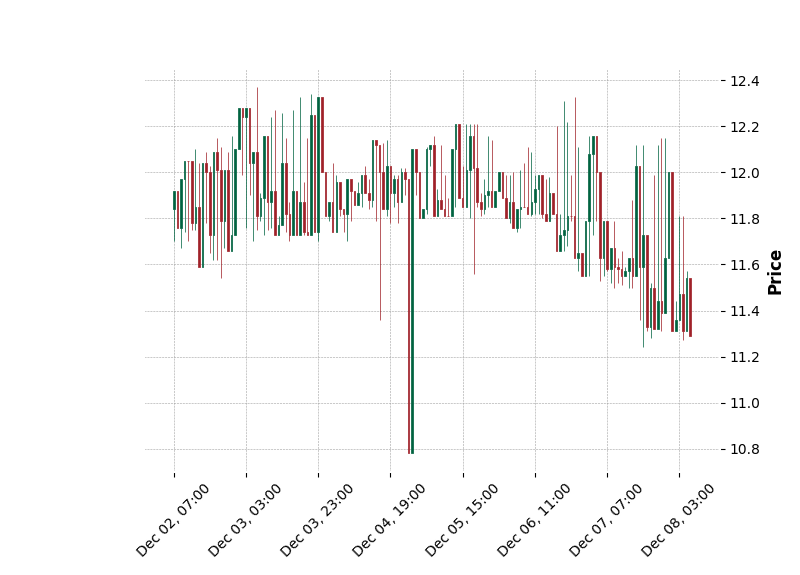 12.4
12.2
12.0
11.8
11.6
11.4
11.2
11.0
10.8
Price
Dec 02, 07:00
Dec 03, 03:00
Dec 03, 23:00
Dec 04, 19:00
Dec 05, 15:00
Dec 06, 11:00
Dec 07, 07:00
Dec 08, 03:00